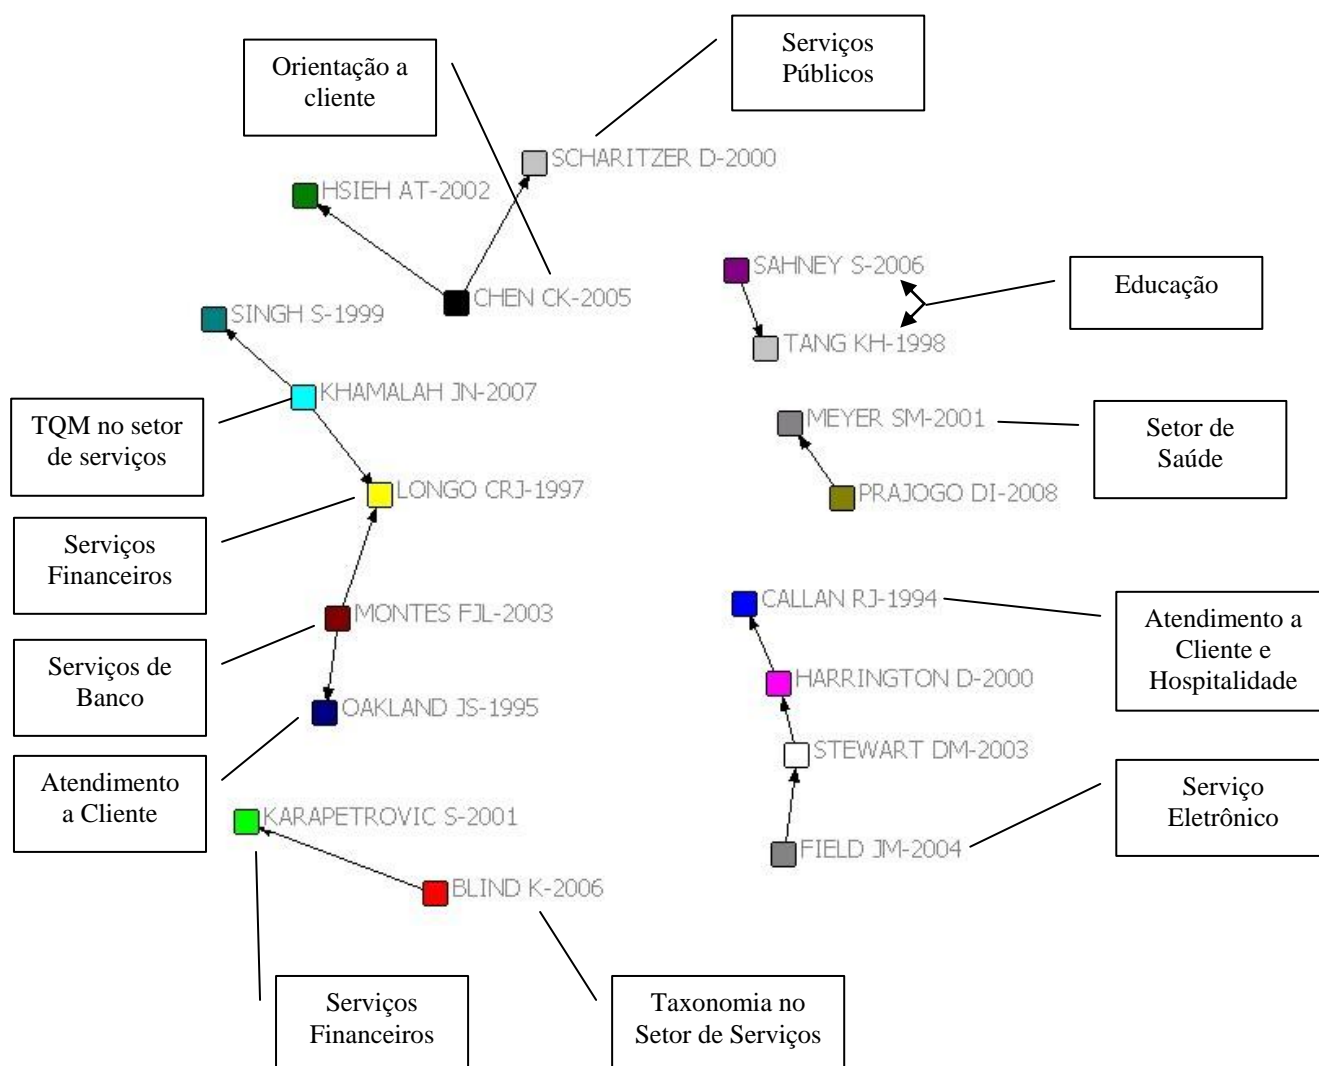 Orientação a
cliente
Serviços
Públicos
SCHARITZER D-2000
HSIEH AT-2002
CHEN CK-2005
SAHNEY S-2006
Educação
SINGH S-1999
TANG KH-1998
KHAMALAH JN-2007
TQM no setor
de serviços
MEYER SM-2001
Setor de
Saúde
LONGO CRJ-1997
PRAJOGO DI-2008
Serviços
Financeiros
MONTES FJL-2003
CALLAN RJ-1994
Atendimento a
Cliente e
Hospitalidade
Serviços de
Banco
HARRINGTON D-2000
OAKLAND JS-1995
STEWART DM-2003
Atendimento
a Cliente
Serviço
Eletrônico
KARAPETROVIC S-2001
FIELD JM-2004
BLIND K-2006
Serviços
Financeiros
Taxonomia no
Setor de Serviços